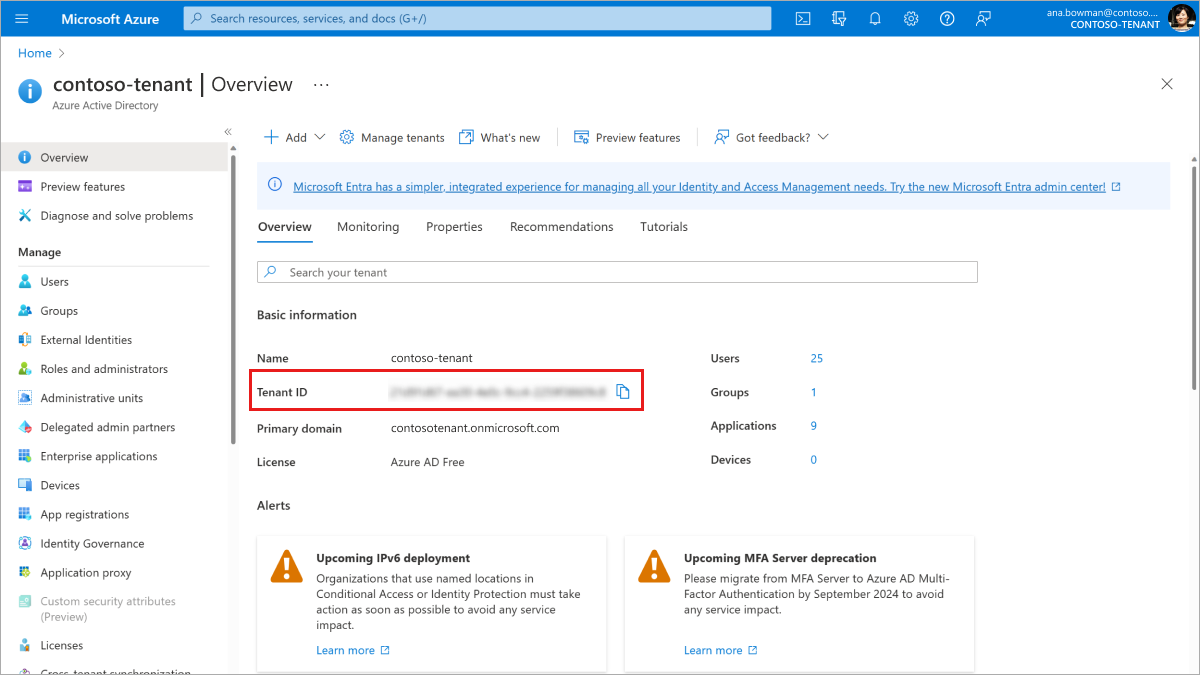 Microsoft Azure
Search resources, services, and docs (G+/)
ana.bowman@contoso....
CONTOSO-TENANT
Home
contoso-tenant | Overview ...
Azure Active Directory
Overview
Preview features
Diagnose and solve problems
Manage
Users
Groups
External Identities
Roles and administrators
Administrative units
Delegated admin partners
Enterprise applications
Devices
App registrations
Identity Governance
Application proxy
Custom security attributes
(Preview)
Licenses
Cross-tenant synchronization
Add
Manage tenants
What's new
Preview features
Got feedback?
Microsoft Entra has a simpler, integrated experience for managing all your Identity and Access Management needs. Try the new Microsoft Entra admin center!
Overview
Monitoring
Properties
Recommendations
Tutorials
Search your tenant
Basic information
Name contoso-tenant
Tenant ID
Primary domain contosotenant.onmicrosoft.com
License Azure AD Free
Users 25
Groups 1
Applications 9
Devices 0
Alerts
Upcoming IPv6 deployment
Organizations that use named locations in
Conditional Access or Identity Protection must take
action as soon as possible to avoid any service
impact.
Learn more
Upcoming MFA Server deprecation
Please migrate from MFA Server to Azure AD Multi-
Factor Authentication by September 2024 to avoid
any service impact.
Learn more